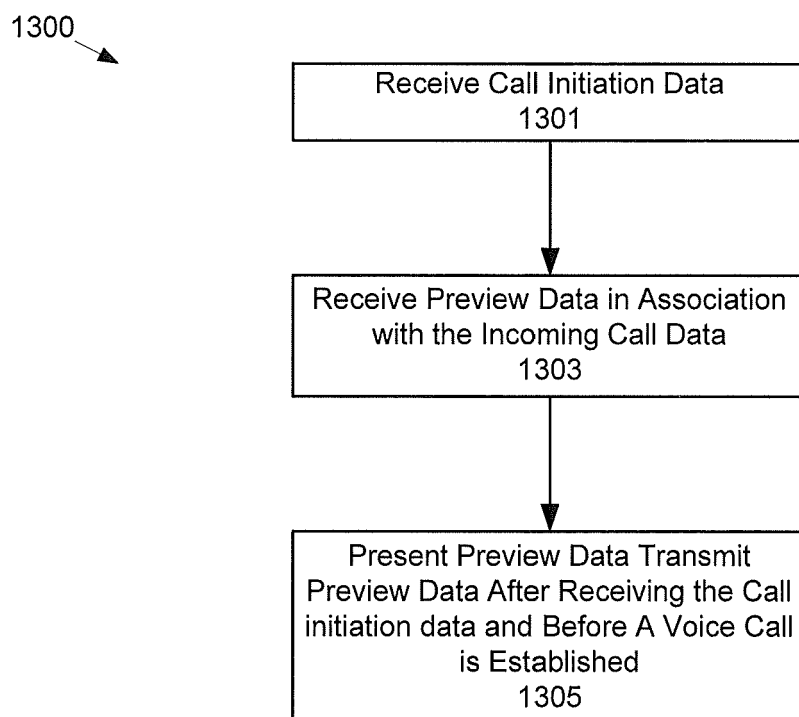 1300
Receive Call Initiation Data
1301
Receive Preview Data in Association
with the Incoming Call Data
1303
Present Preview Data Transmit
Preview Data After Receiving the Call
initiation data and Before A Voice Call
is Established
1305